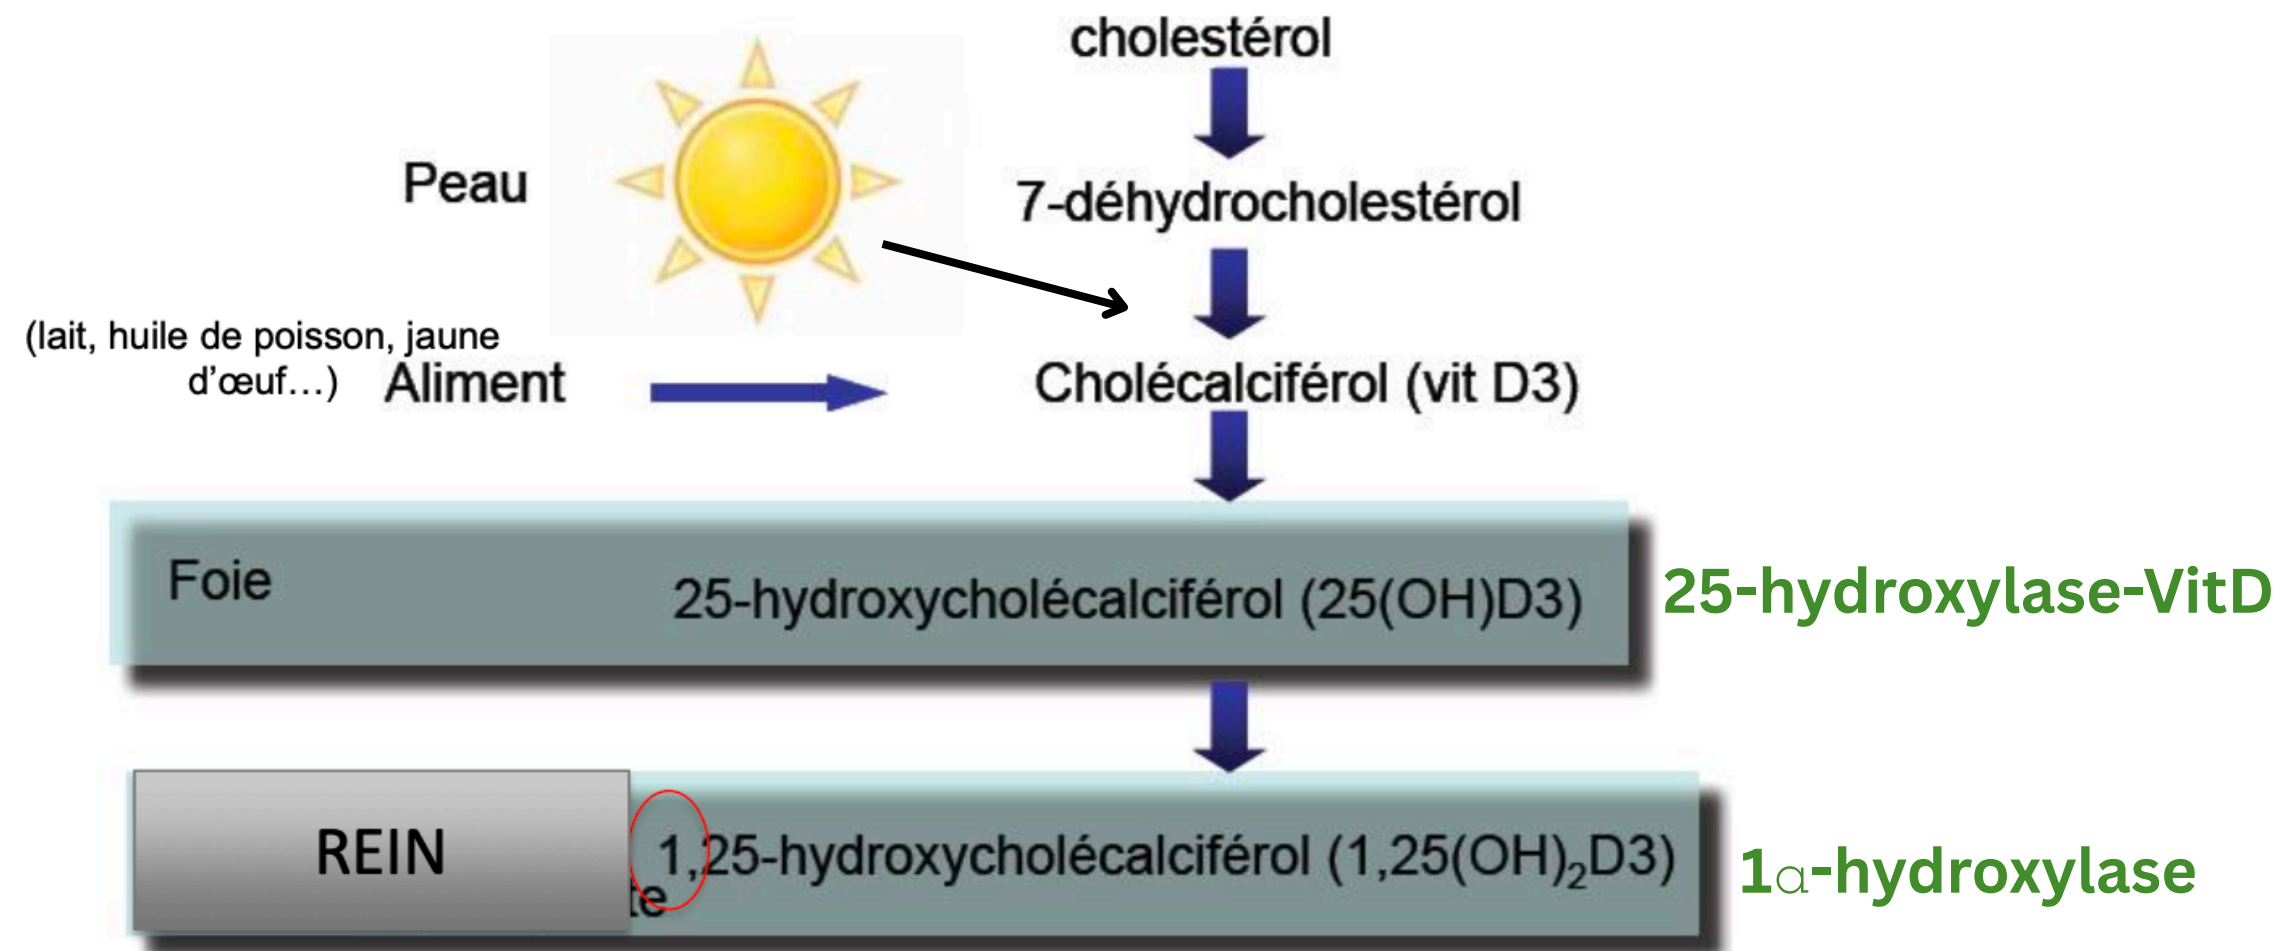 cholestérol
Peau
7-déhydrocholestérol
(lait, huile de poisson, jaune
d'œuf...) Aliment
Cholécalciférol (vit D3)
Foie
25-hydroxycholécalciférol (25(OH)D3)
25-hydroxylase-VitD
REIN
1,25-hydroxycholécalciférol (1,25(OH)₂D3)
te
1α-hydroxylase